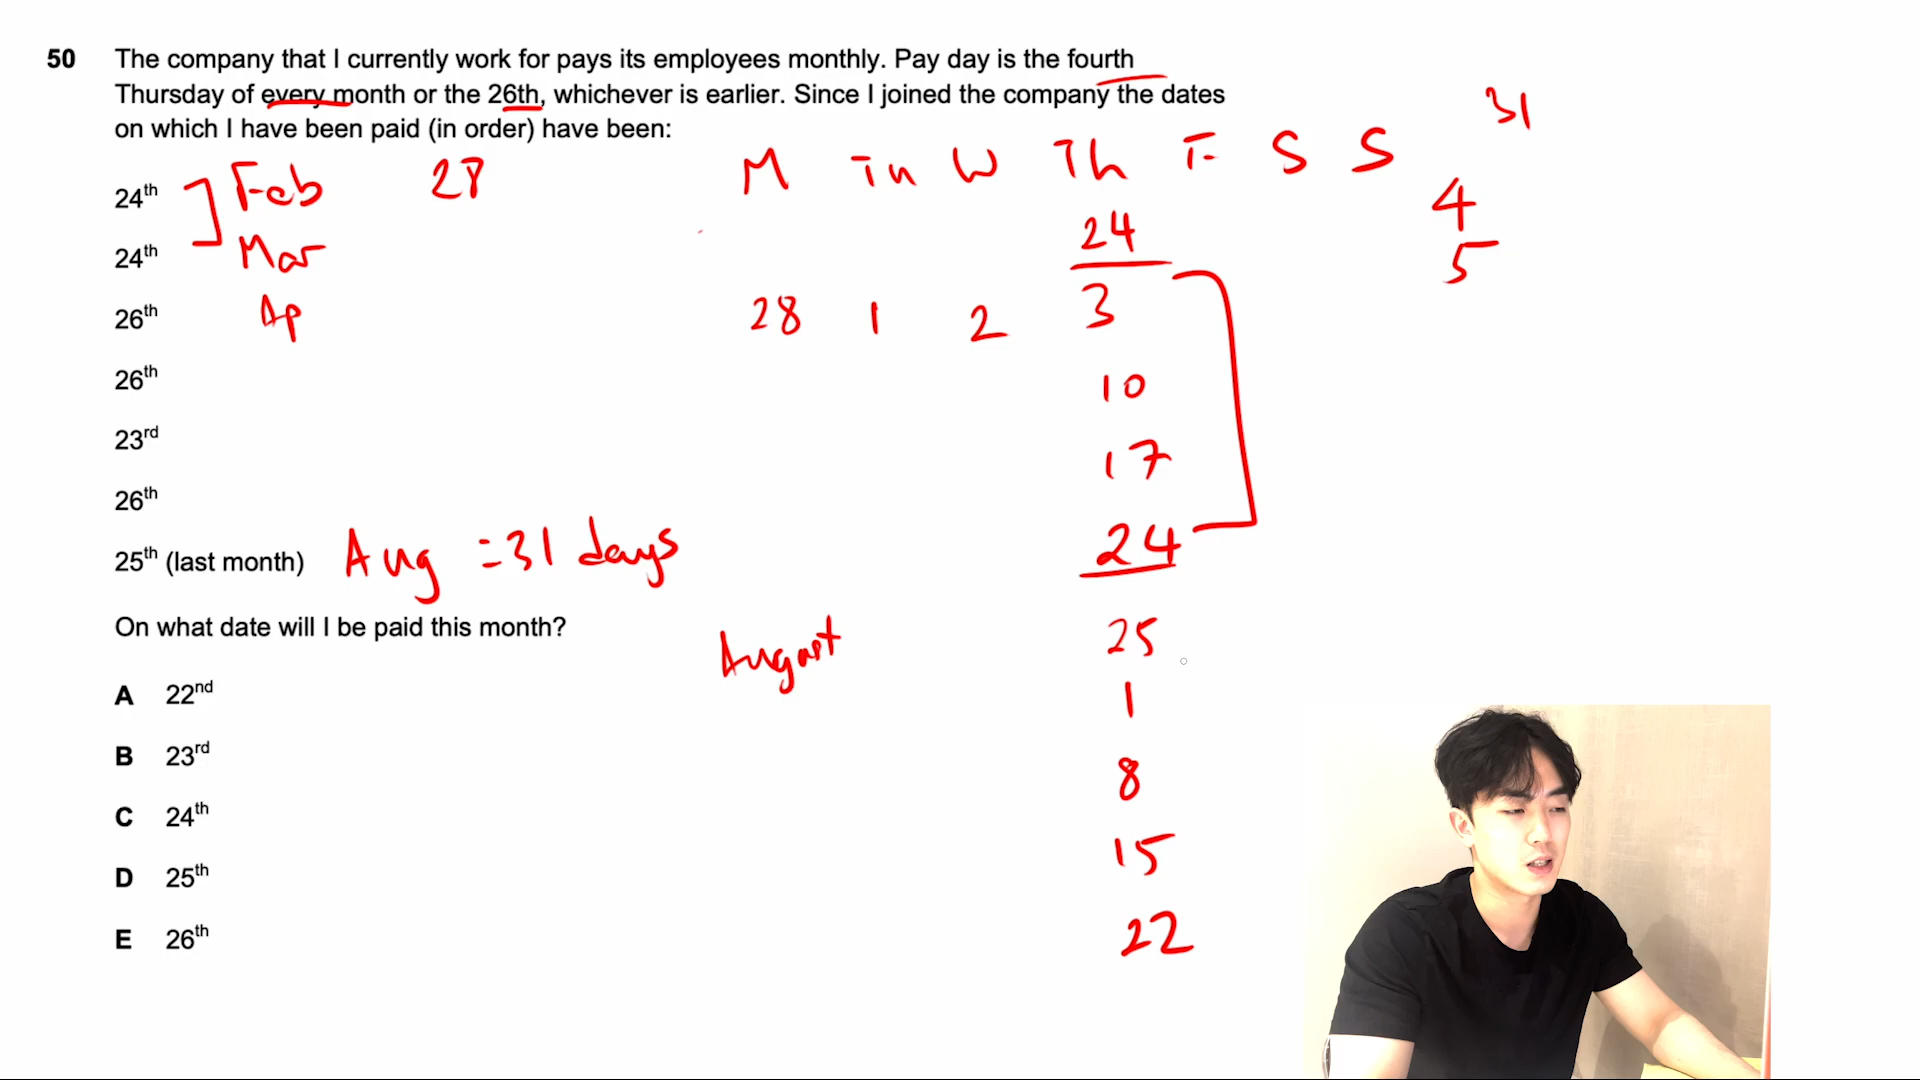 50 The company that I currently work for pays its employees monthly. Pay day is the fourth
Thursday of every month or the 26th, whichever is earlier. Since I joined the company the dates
on which I have been paid (in order) have been:
31
M Tu W Th F S S
24th Feb 28
4
24
24th Mar
5
26th Ap
28 1 2 3
26th
10
23rd
17
26th
24
25th (last month) Aug = 31 days
On what date will I be paid this month?
August
25
A 22nd
1
B 23rd
8
C 24th
15
D 25th
22
E 26th